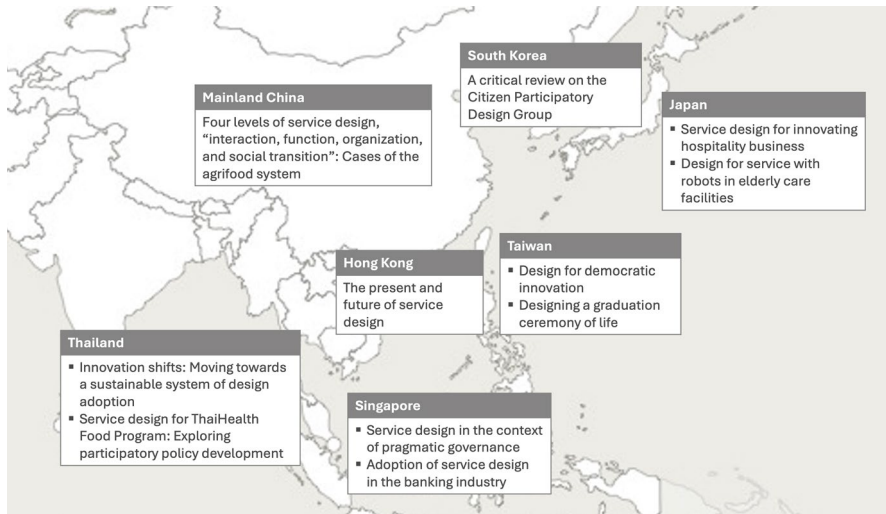 South Korea
A critical review on the
Citizen Participatory
Design Group
Mainland China
Four levels of service design,
“interaction, function, organization,
and social transition”: Cases of the
agrifood system
Japan
▪ Service design for innovating
hospitality business
▪ Design for service with
robots in elderly care
facilities
Taiwan
▪ Design for democratic
innovation
▪ Designing a graduation
ceremony of life
Hong Kong
The present and
future of service
design
Thailand
▪ Innovation shifts: Moving towards
a sustainable system of design
adoption
▪ Service design for ThaiHealth
Food Program: Exploring
participatory policy development
Singapore
▪ Service design in the context
of pragmatic governance
▪ Adoption of service design
in the banking industry